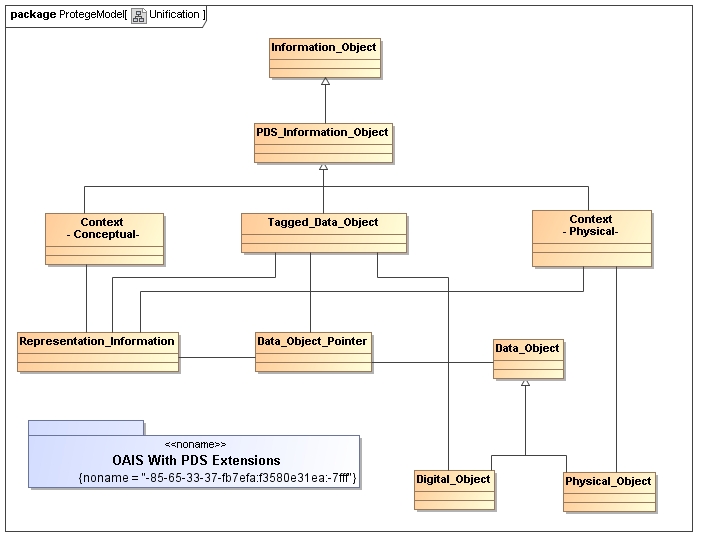 package ProtegeModel[ Unification ]
Information_Object
PDS_Information_Object
Context
- Conceptual-
Tagged_Data_Object
Context
- Physical-
Representation_Information
Data_Object_Pointer
Data_Object
<<noname>>
OAIS With PDS Extensions
{noname = "-85-65-33-37-fb7efa:f3580e31ea:-7fff"}
Digital_Object
Physical_Object